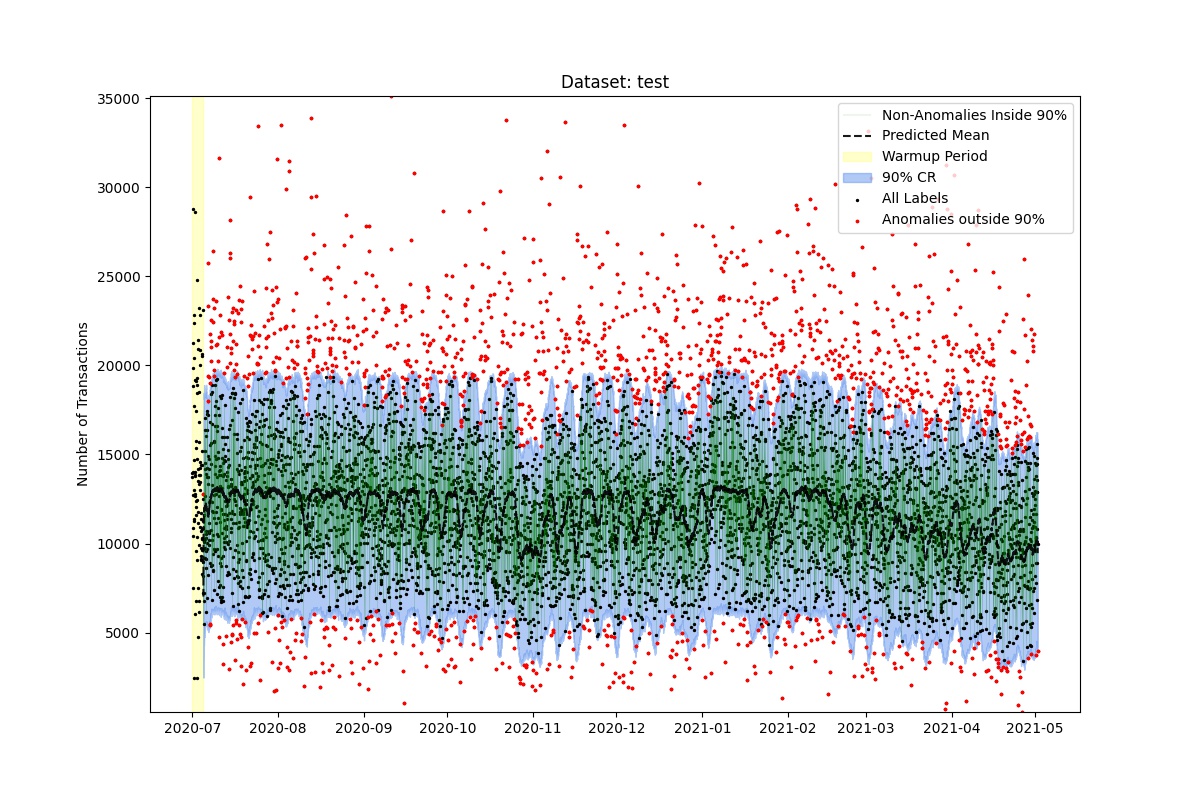 Dataset: test
Number of Transactions
35000
30000
25000
20000
15000
10000
5000
Non-Anomalies Inside 90%
Predicted Mean
Warmup Period
90% CR
All Labels
Anomalies outside 90%
2020-07
2020-08
2020-09
2020-10
2020-11
2020-12
2021-01
2021-02
2021-03
2021-04
2021-05